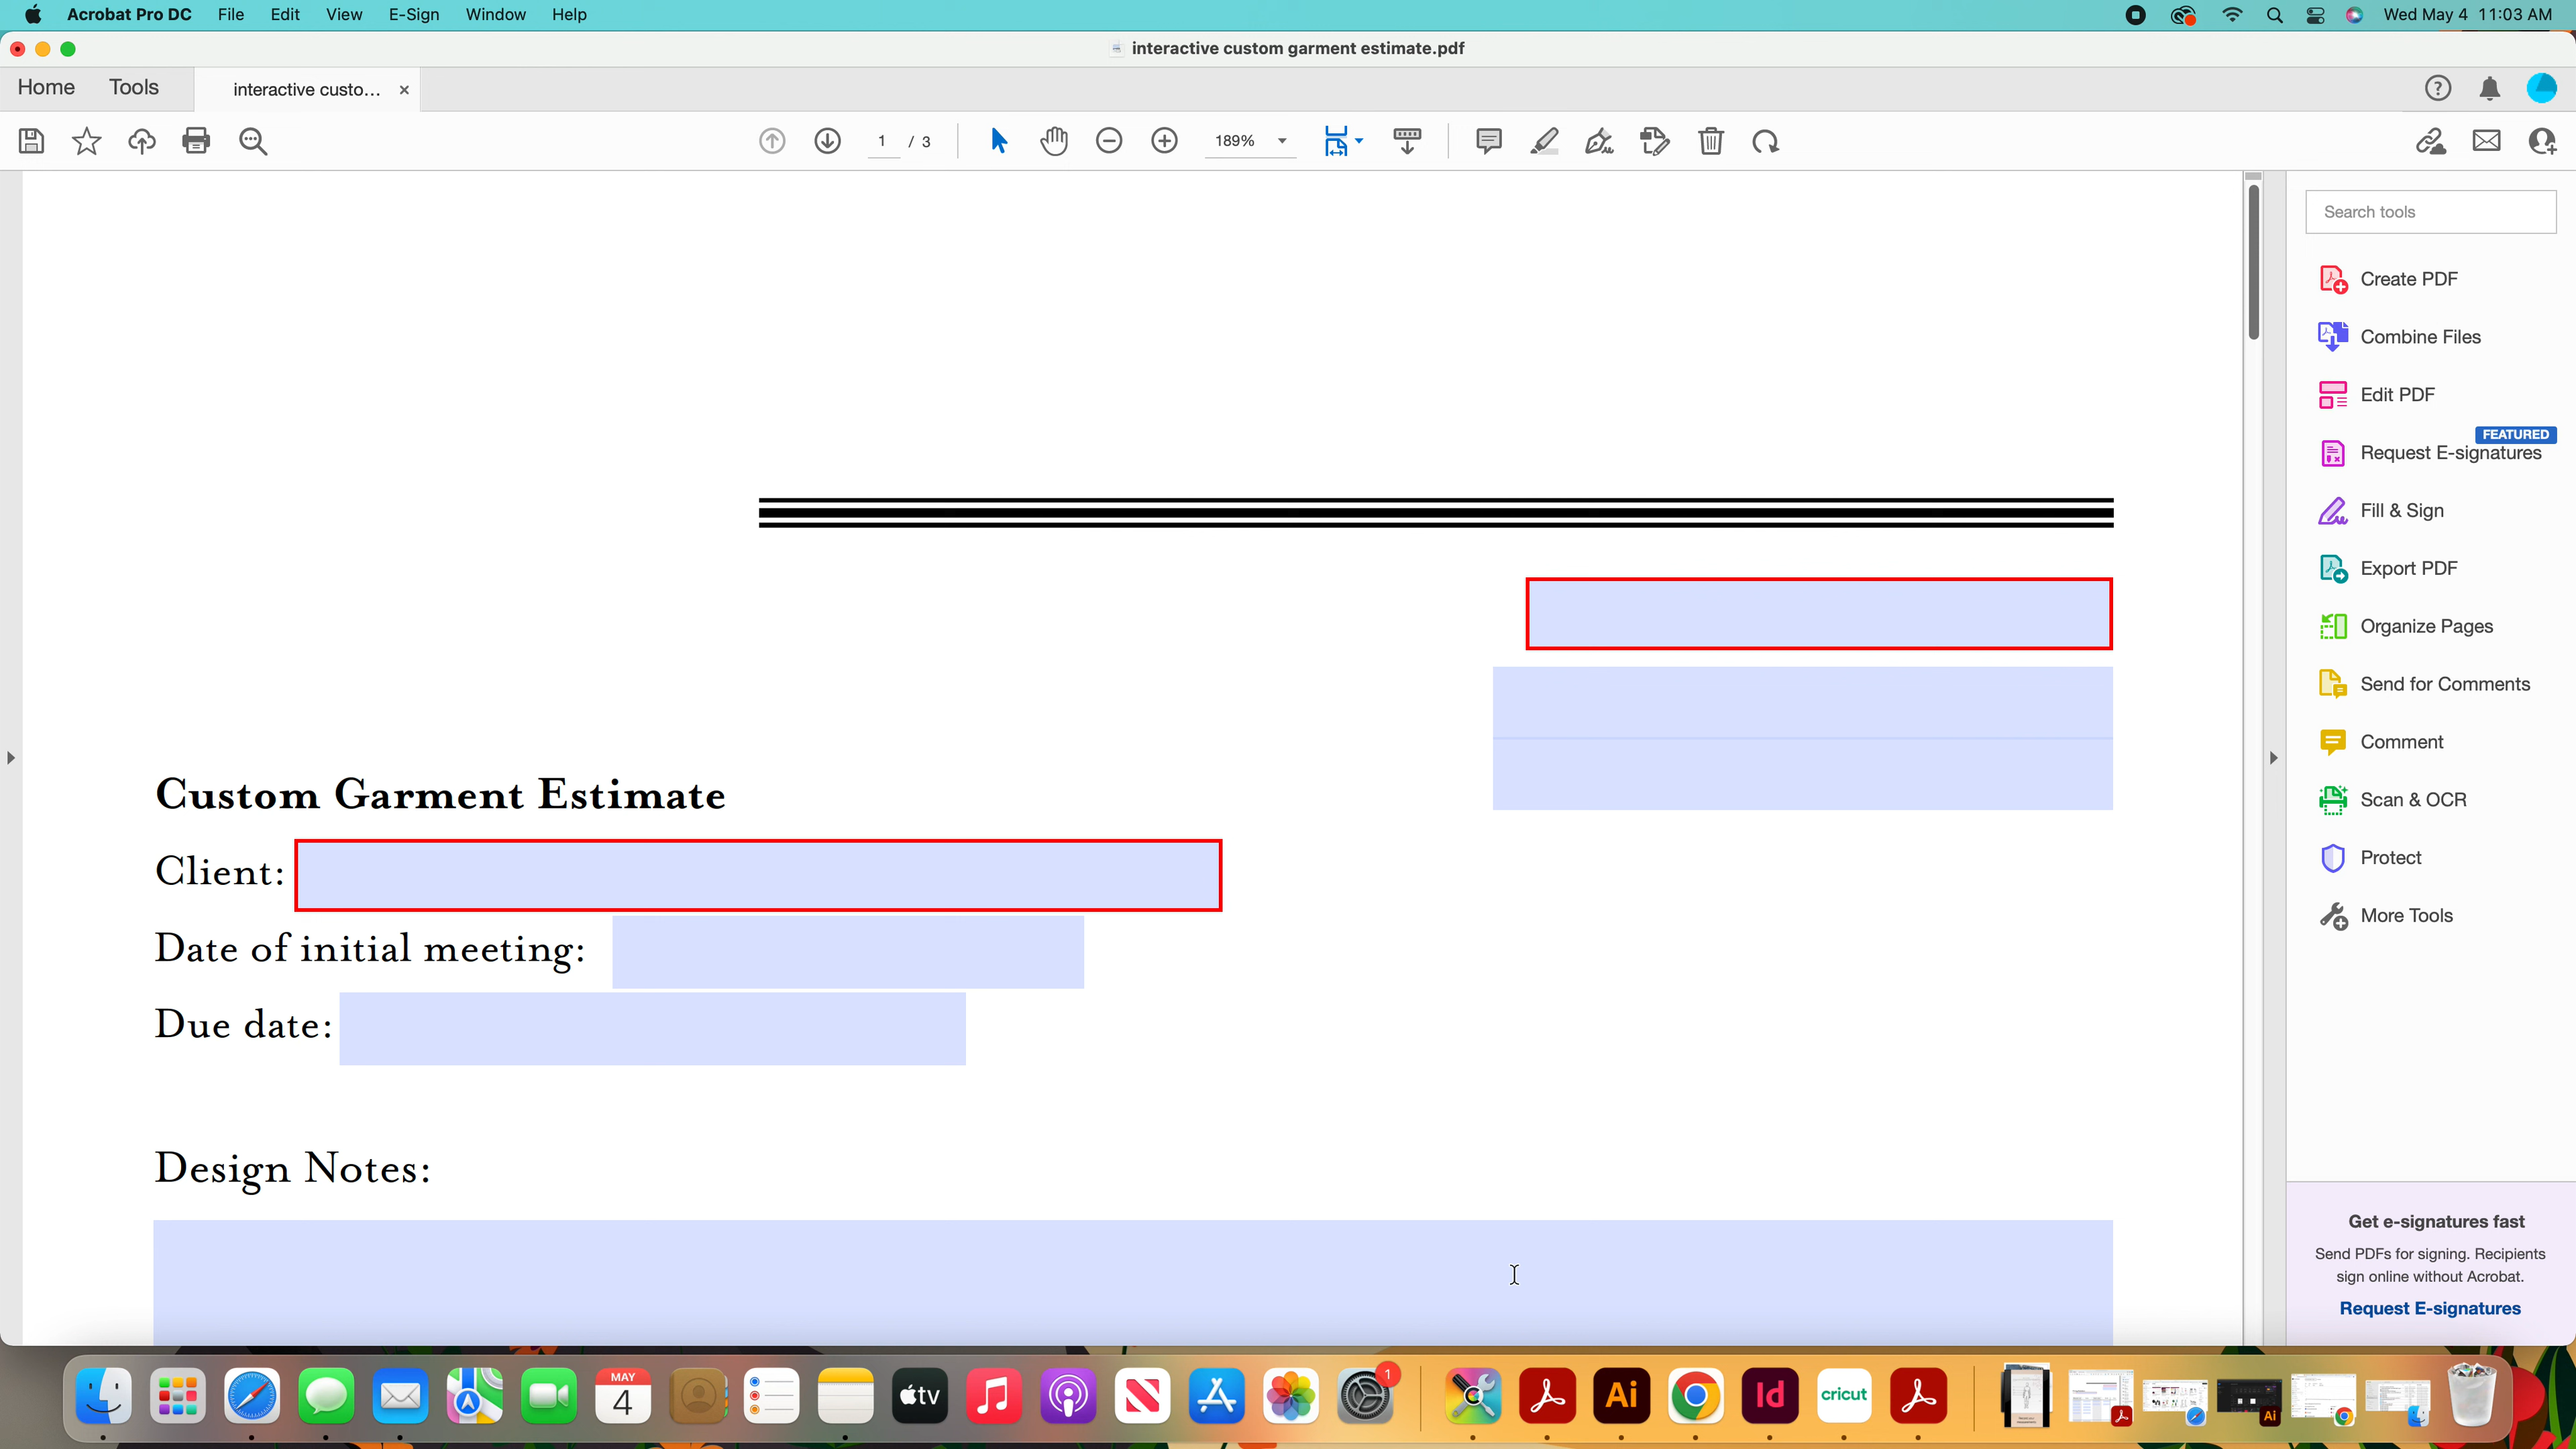 Acrobat Pro DC File Edit View E-Sign Window Help Wed May 4 11:03 AM
interactive custom garment estimate.pdf
Home Tools interactive custo... ×
1 / 3 189%
Search tools
Create PDF
Combine Files
Edit PDF
FEATURED
Request E-signatures
Fill & Sign
Export PDF
Organize Pages
Send for Comments
Comment
Scan & OCR
Protect
More Tools
Custom Garment Estimate
Client:
Date of initial meeting:
Due date:
Design Notes:
Get e-signatures fast
Send PDFs for signing. Recipients
sign online without Acrobat.
Request E-signatures
MAY
4
tv
1
Ai
Id
cricut
Ai